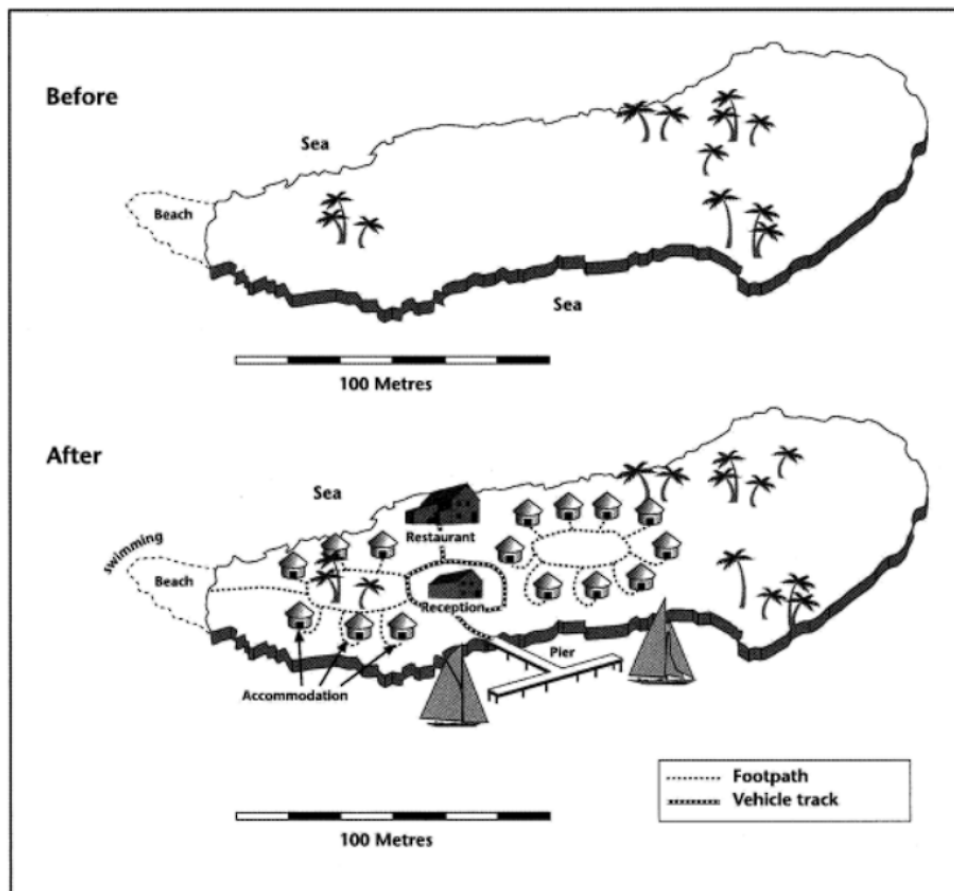 Before
Sea
Beach
Sea
100 Metres
After
Sea
swimming
Beach
Restaurant
Reception
Pier
Accommodation
Footpath
Vehicle track
100 Metres